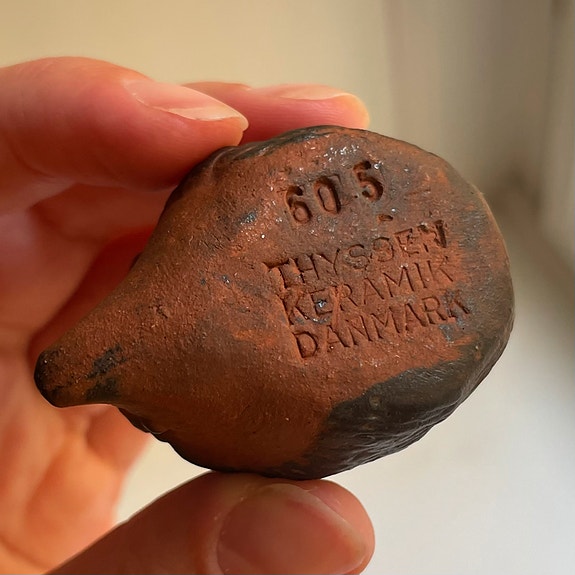 605
THYSSEN
KERAMIK
DANMARK